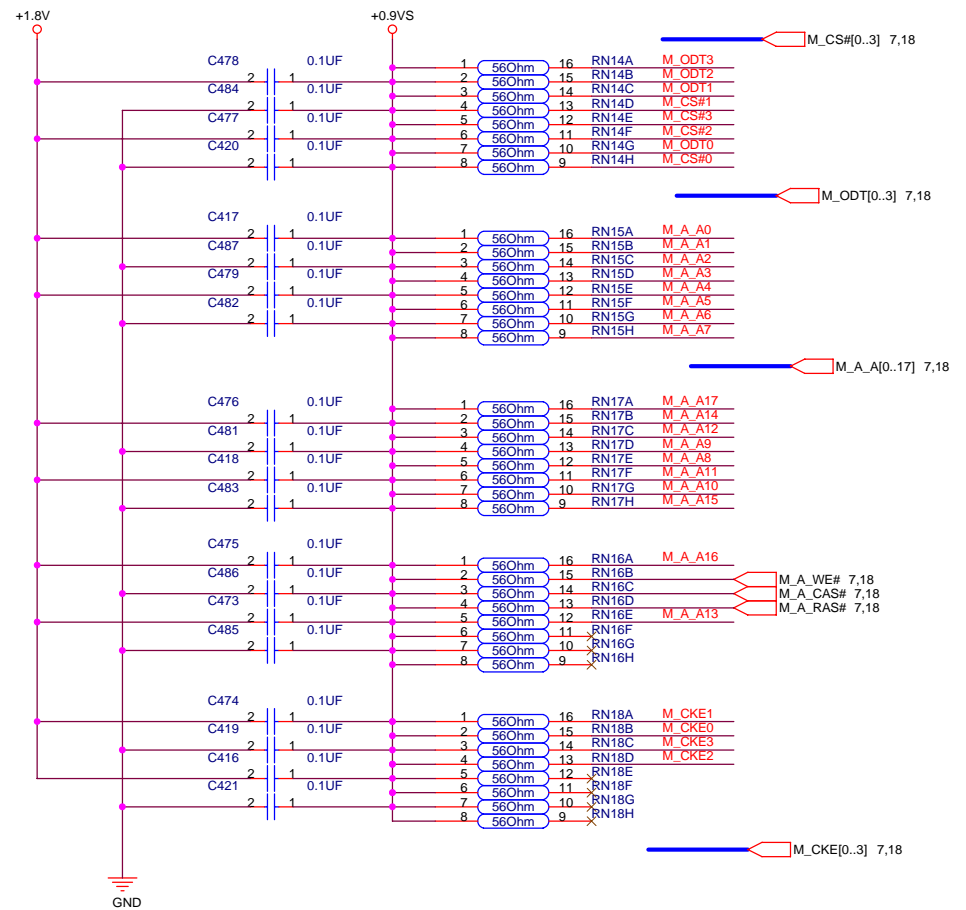 +1.8V +0.9VS
M_CS#[0..3] 7,18
C478 0.1UF 1 56Ohm 16 RN14A M_ODT3
2 1 2 56Ohm 15 RN14B M_ODT2
C484 0.1UF 3 56Ohm 14 RN14C M_ODT1
2 1 4 56Ohm 13 RN14D M_CS#1
C477 0.1UF 5 56Ohm 12 RN14E M_CS#3
2 1 6 56Ohm 11 RN14F M_CS#2
C420 0.1UF 7 56Ohm 10 RN14G M_ODT0
2 1 8 56Ohm 9 RN14H M_CS#0
M_ODT[0..3] 7,18
C417 0.1UF 1 56Ohm 16 RN15A M_A_A0
2 1 2 56Ohm 15 RN15B M_A_A1
C487 0.1UF 3 56Ohm 14 RN15C M_A_A2
2 1 4 56Ohm 13 RN15D M_A_A3
C479 0.1UF 5 56Ohm 12 RN15E M_A_A4
2 1 6 56Ohm 11 RN15F M_A_A5
C482 0.1UF 7 56Ohm 10 RN15G M_A_A6
2 1 8 56Ohm 9 RN15H M_A_A7
M_A_A[0..17] 7,18
C476 0.1UF 1 56Ohm 16 RN17A M_A_A17
2 1 2 56Ohm 15 RN17B M_A_A14
C481 0.1UF 3 56Ohm 14 RN17C M_A_A12
2 1 4 56Ohm 13 RN17D M_A_A9
C418 0.1UF 5 56Ohm 12 RN17E M_A_A8
2 1 6 56Ohm 11 RN17F M_A_A11
C483 0.1UF 7 56Ohm 10 RN17G M_A_A10
2 1 8 56Ohm 9 RN17H M_A_A15
C475 0.1UF 1 56Ohm 16 RN16A M_A_A16
2 1 2 56Ohm 15 RN16B M_A_WE# 7,18
C486 0.1UF 3 56Ohm 14 RN16C M_A_CAS# 7,18
2 1 4 56Ohm 13 RN16D M_A_RAS# 7,18
C473 0.1UF 5 56Ohm 12 RN16E M_A_A13
2 1 6 56Ohm 11 RN16F
C485 0.1UF 7 56Ohm 10 RN16G
2 1 8 56Ohm 9 RN16H
C474 0.1UF 1 56Ohm 16 RN18A M_CKE1
2 1 2 56Ohm 15 RN18B M_CKE0
C419 0.1UF 3 56Ohm 14 RN18C M_CKE3
2 1 4 56Ohm 13 RN18D M_CKE2
C416 0.1UF 5 56Ohm 12 RN18E
2 1 6 56Ohm 11 RN18F
C421 0.1UF 7 56Ohm 10 RN18G
2 1 8 56Ohm 9 RN18H
M_CKE[0..3] 7,18
GND